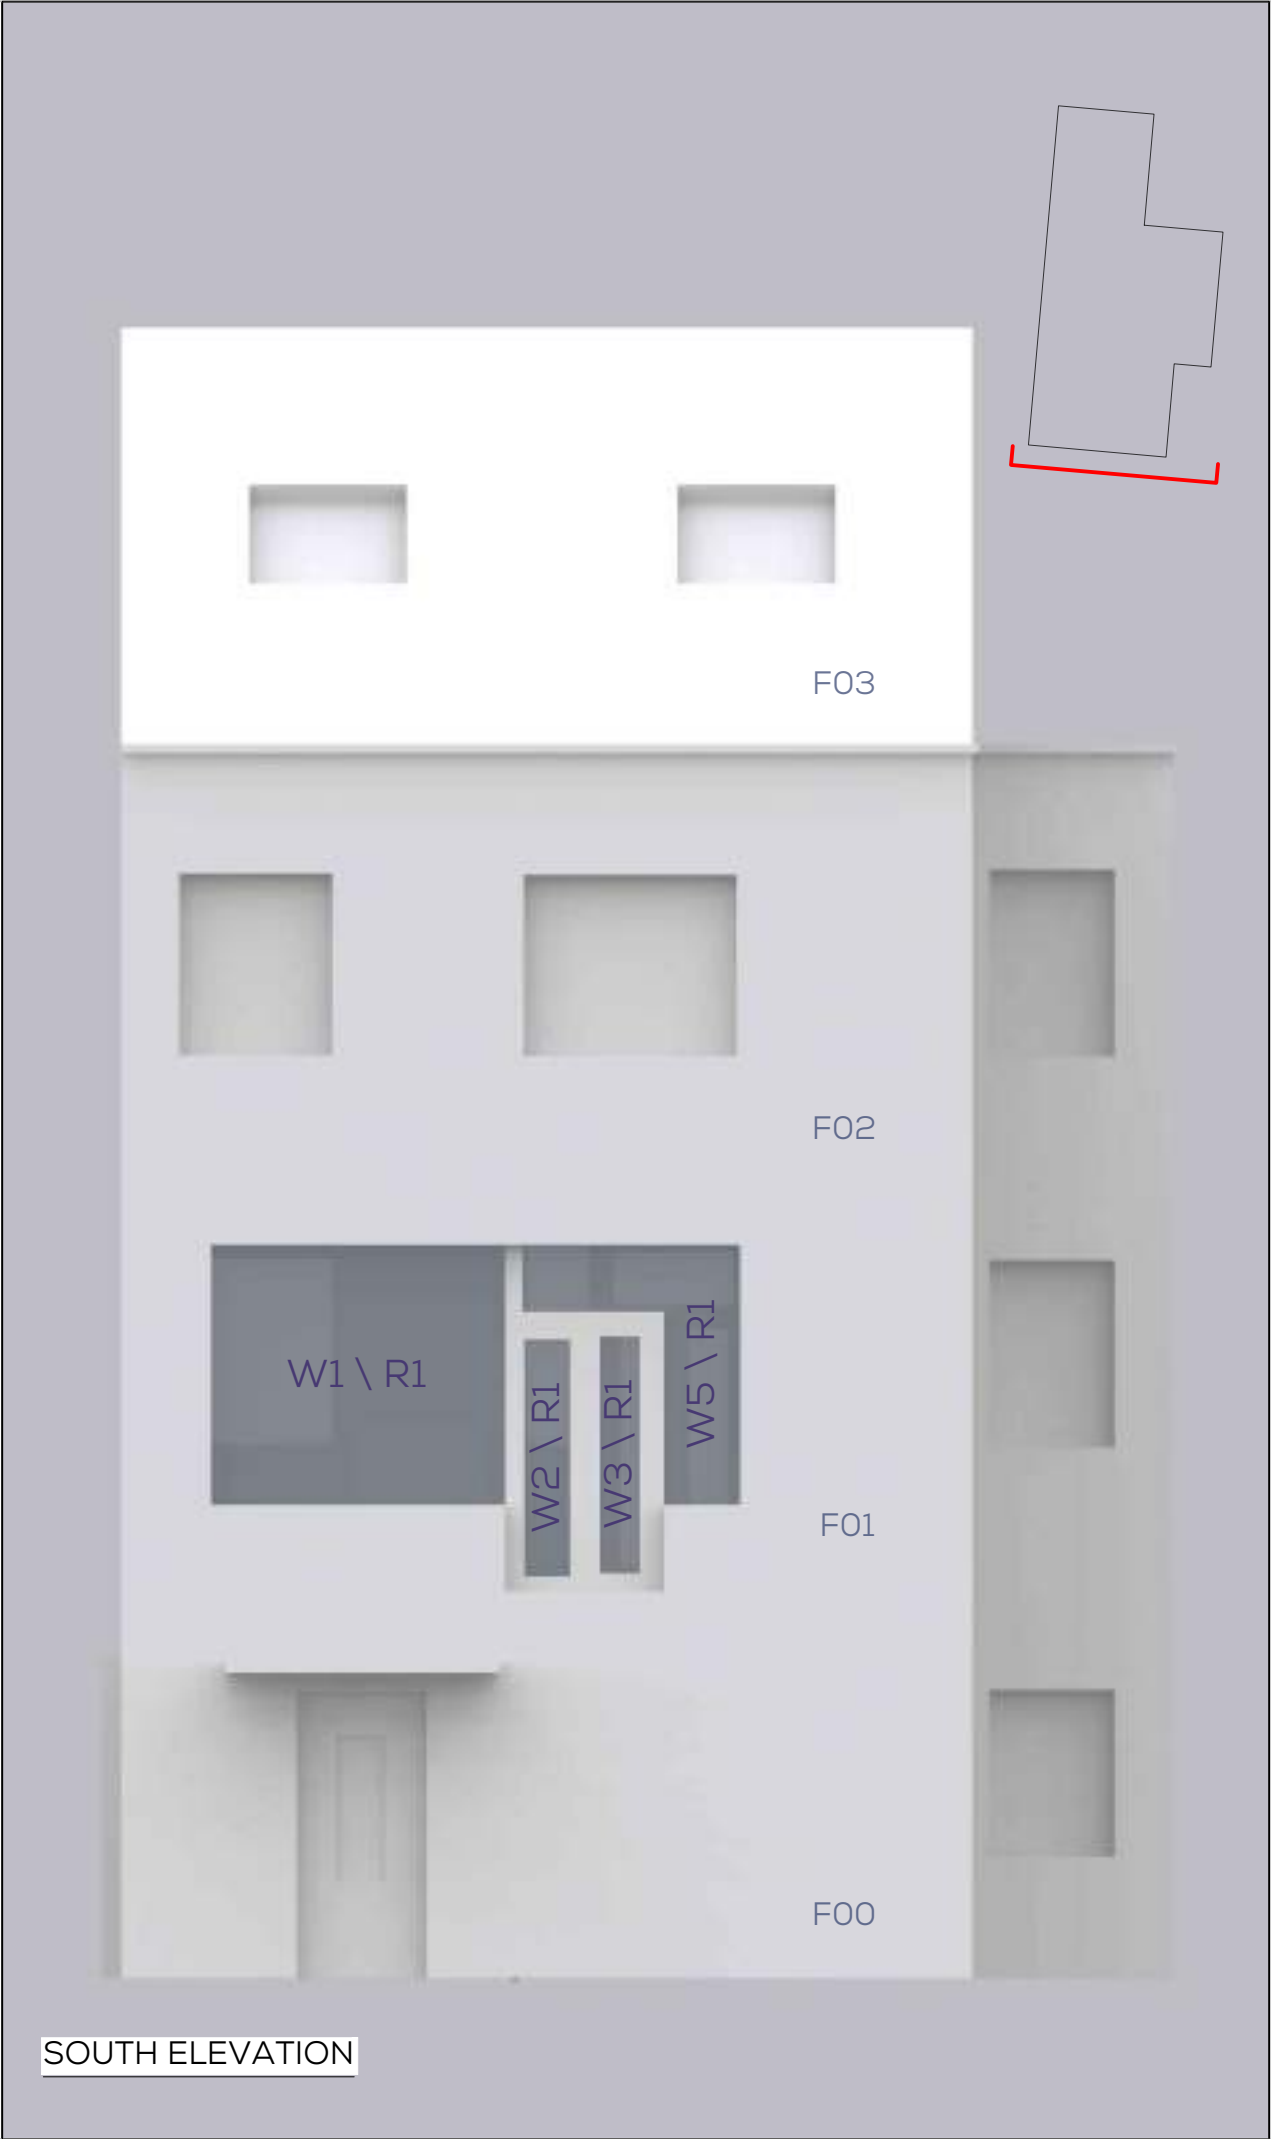 F03
F02
W1 \ R1
W2 \ R1
W3 \ R1
W5 \ R1
F01
F00
SOUTH ELEVATION